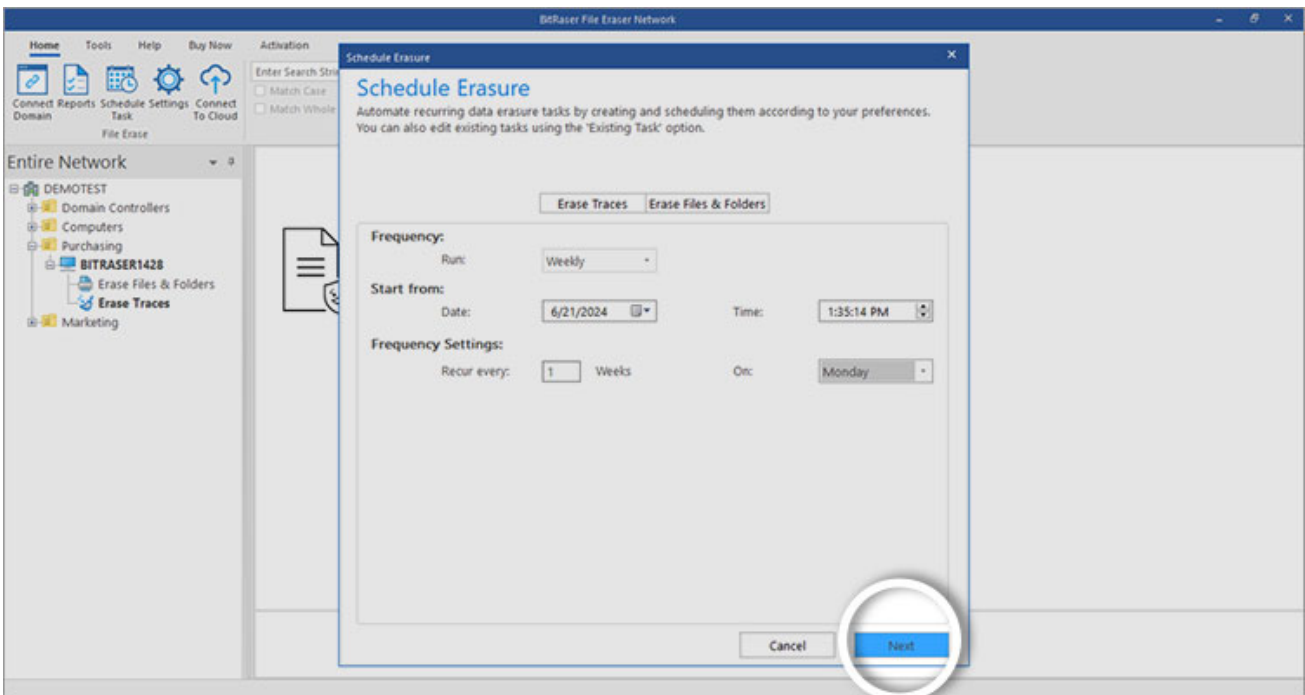 BitRaser File Eraser Network
Home Tools Help Buy Now Activation
Connect Domain Reports Schedule Task Settings Connect To Cloud
File Erase
Enter Search Strin
Match Case
Match Whole
Entire Network
DEMOTEST
Domain Controllers
Computers
Purchasing
BITRASER1428
Erase Files & Folders
Erase Traces
Marketing
Schedule Erasure
Schedule Erasure
Automate recurring data erasure tasks by creating and scheduling them according to your preferences.
You can also edit existing tasks using the 'Existing Task' option.
Erase Traces Erase Files & Folders
Frequency:
Run: Weekly
Start from:
Date: 6/21/2024 Time: 1:35:14 PM
Frequency Settings:
Recur every: 1 Weeks On: Monday
Cancel Next